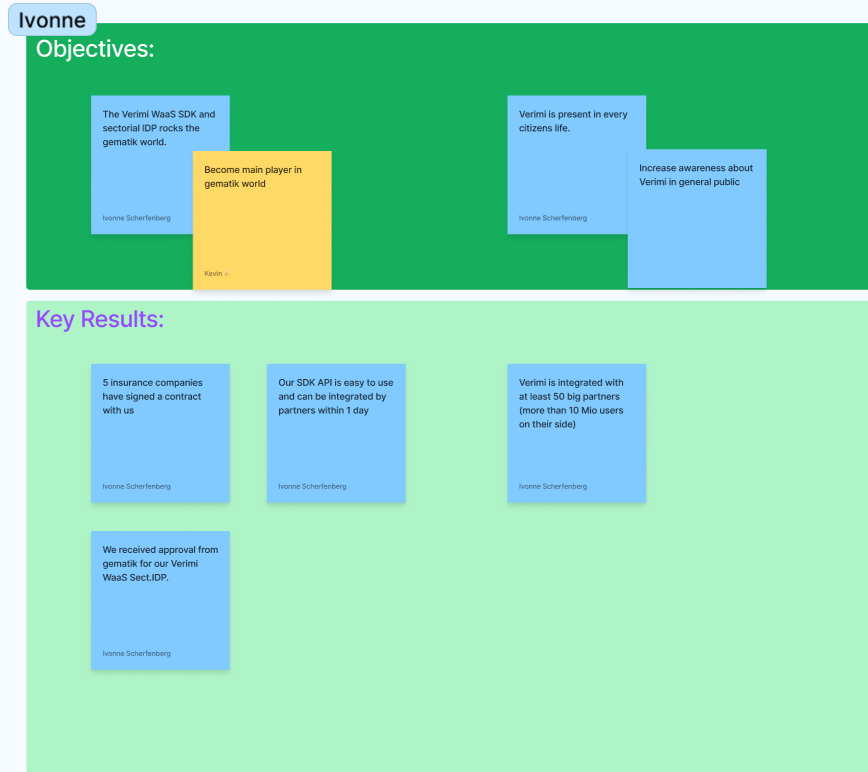 Ivonne
Objectives:
The Verimi WaaS SDK and
sectorial IDP rocks the
gematik world.
Ivonne Scherfenberg
Become main player in
gematik world
Kevin
Verimi is present in every
citizens life.
Ivonne Scherfenberg
Increase awareness about
Verimi in general public
Key Results:
5 insurance companies
have signed a contract
with us
Ivonne Scherfenberg
Our SDK API is easy to use
and can be integrated by
partners within 1 day
Ivonne Scherfenberg
Verimi is integrated with
at least 50 big partners
(more than 10 Mio users
on their side)
Ivonne Scherfenberg
We received approval from
gematik for our Verimi
WaaS Sect.IDP.
Ivonne Scherfenberg